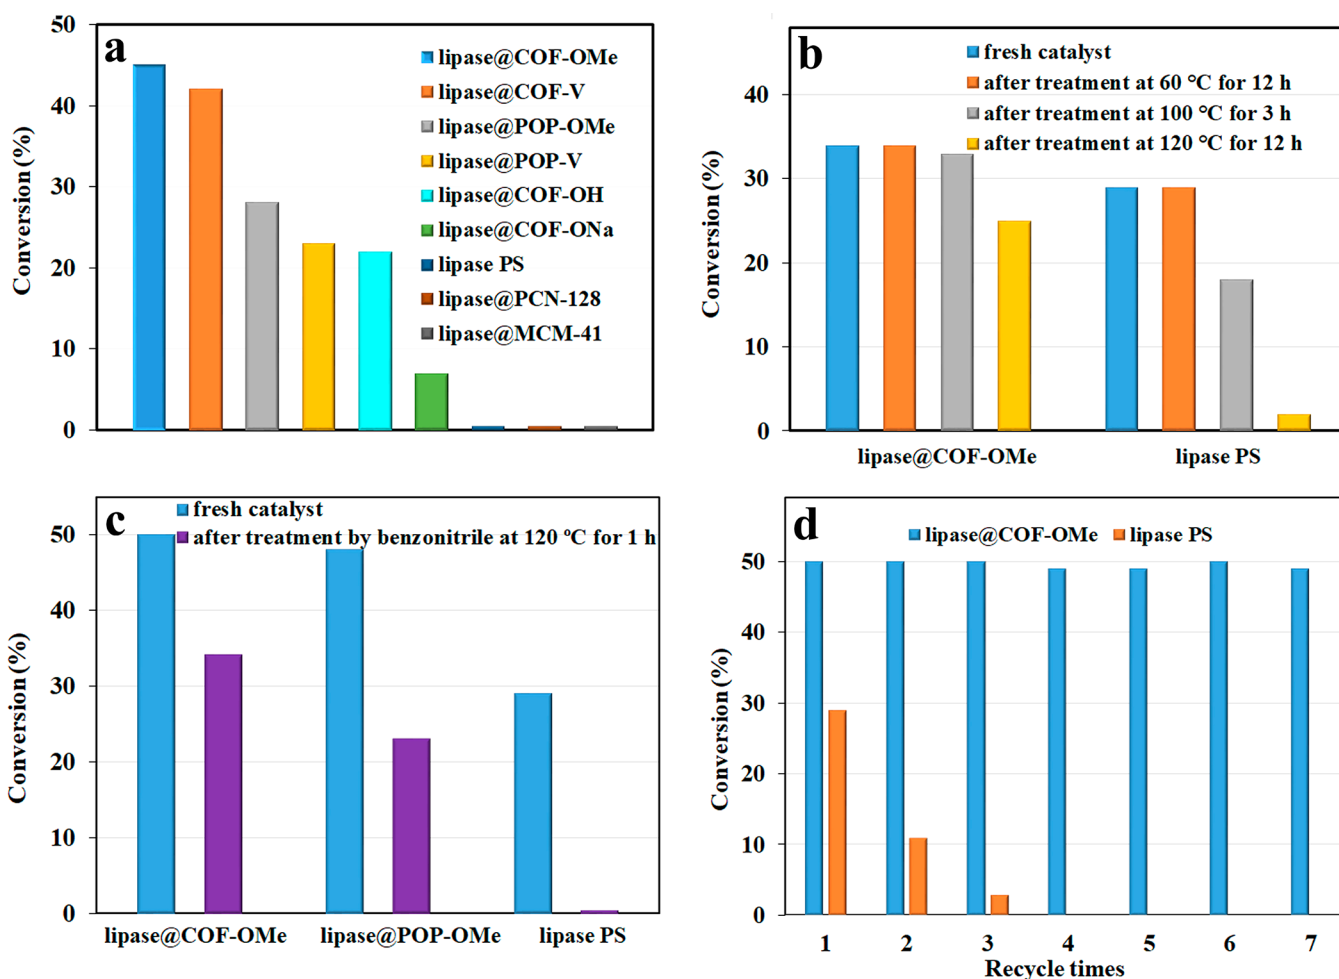 a
50
40
30
20
10
0
Conversion (%)
lipase@COF-OMe
lipase@COF-V
lipase@POP-OMe
lipase@POP-V
lipase@COF-OH
lipase@COF-ONa
lipase PS
lipase@PCN-128
lipase@MCM-41
b
fresh catalyst
after treatment at 60 °C for 12 h
after treatment at 100 °C for 3 h
after treatment at 120 °C for 12 h
40
30
20
10
0
Conversion (%)
lipase@COF-OMe
lipase PS
c
fresh catalyst
after treatment by benzonitrile at 120 °C for 1 h
50
40
30
20
10
0
Conversion (%)
lipase@COF-OMe
lipase@POP-OMe
lipase PS
d
lipase@COF-OMe
lipase PS
50
40
30
20
10
0
Conversion (%)
1 2 3 4 5 6 7
Recycle times